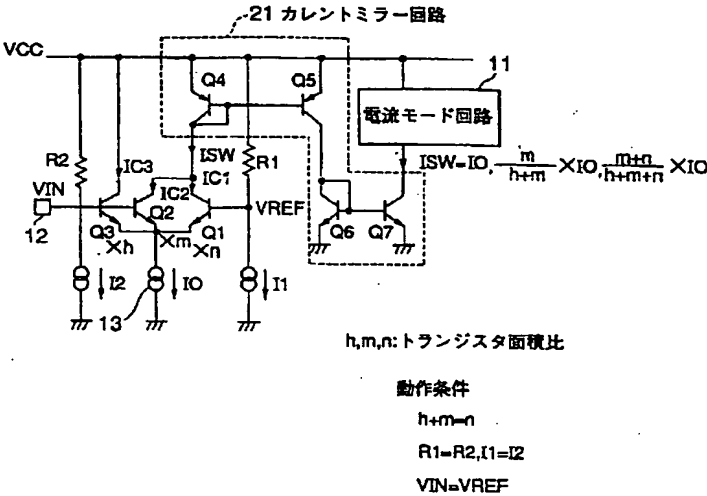 21 カレントミラー回路
VCC
Q4
Q5
11
電流モード回路
R2
IC3
ISW
R1
ISW=IO, m/h+m ×IO, m+n/h+m+n ×IO
VIN
IC2
IC1
VREF
12
Q3
Q2
Q1
Q6
Q7
×h
×m
×n
I2
IO
I1
13
h,m,n:トランジスタ面積比
動作条件
h+m=n
R1=R2,I1=I2
VIN=VREF